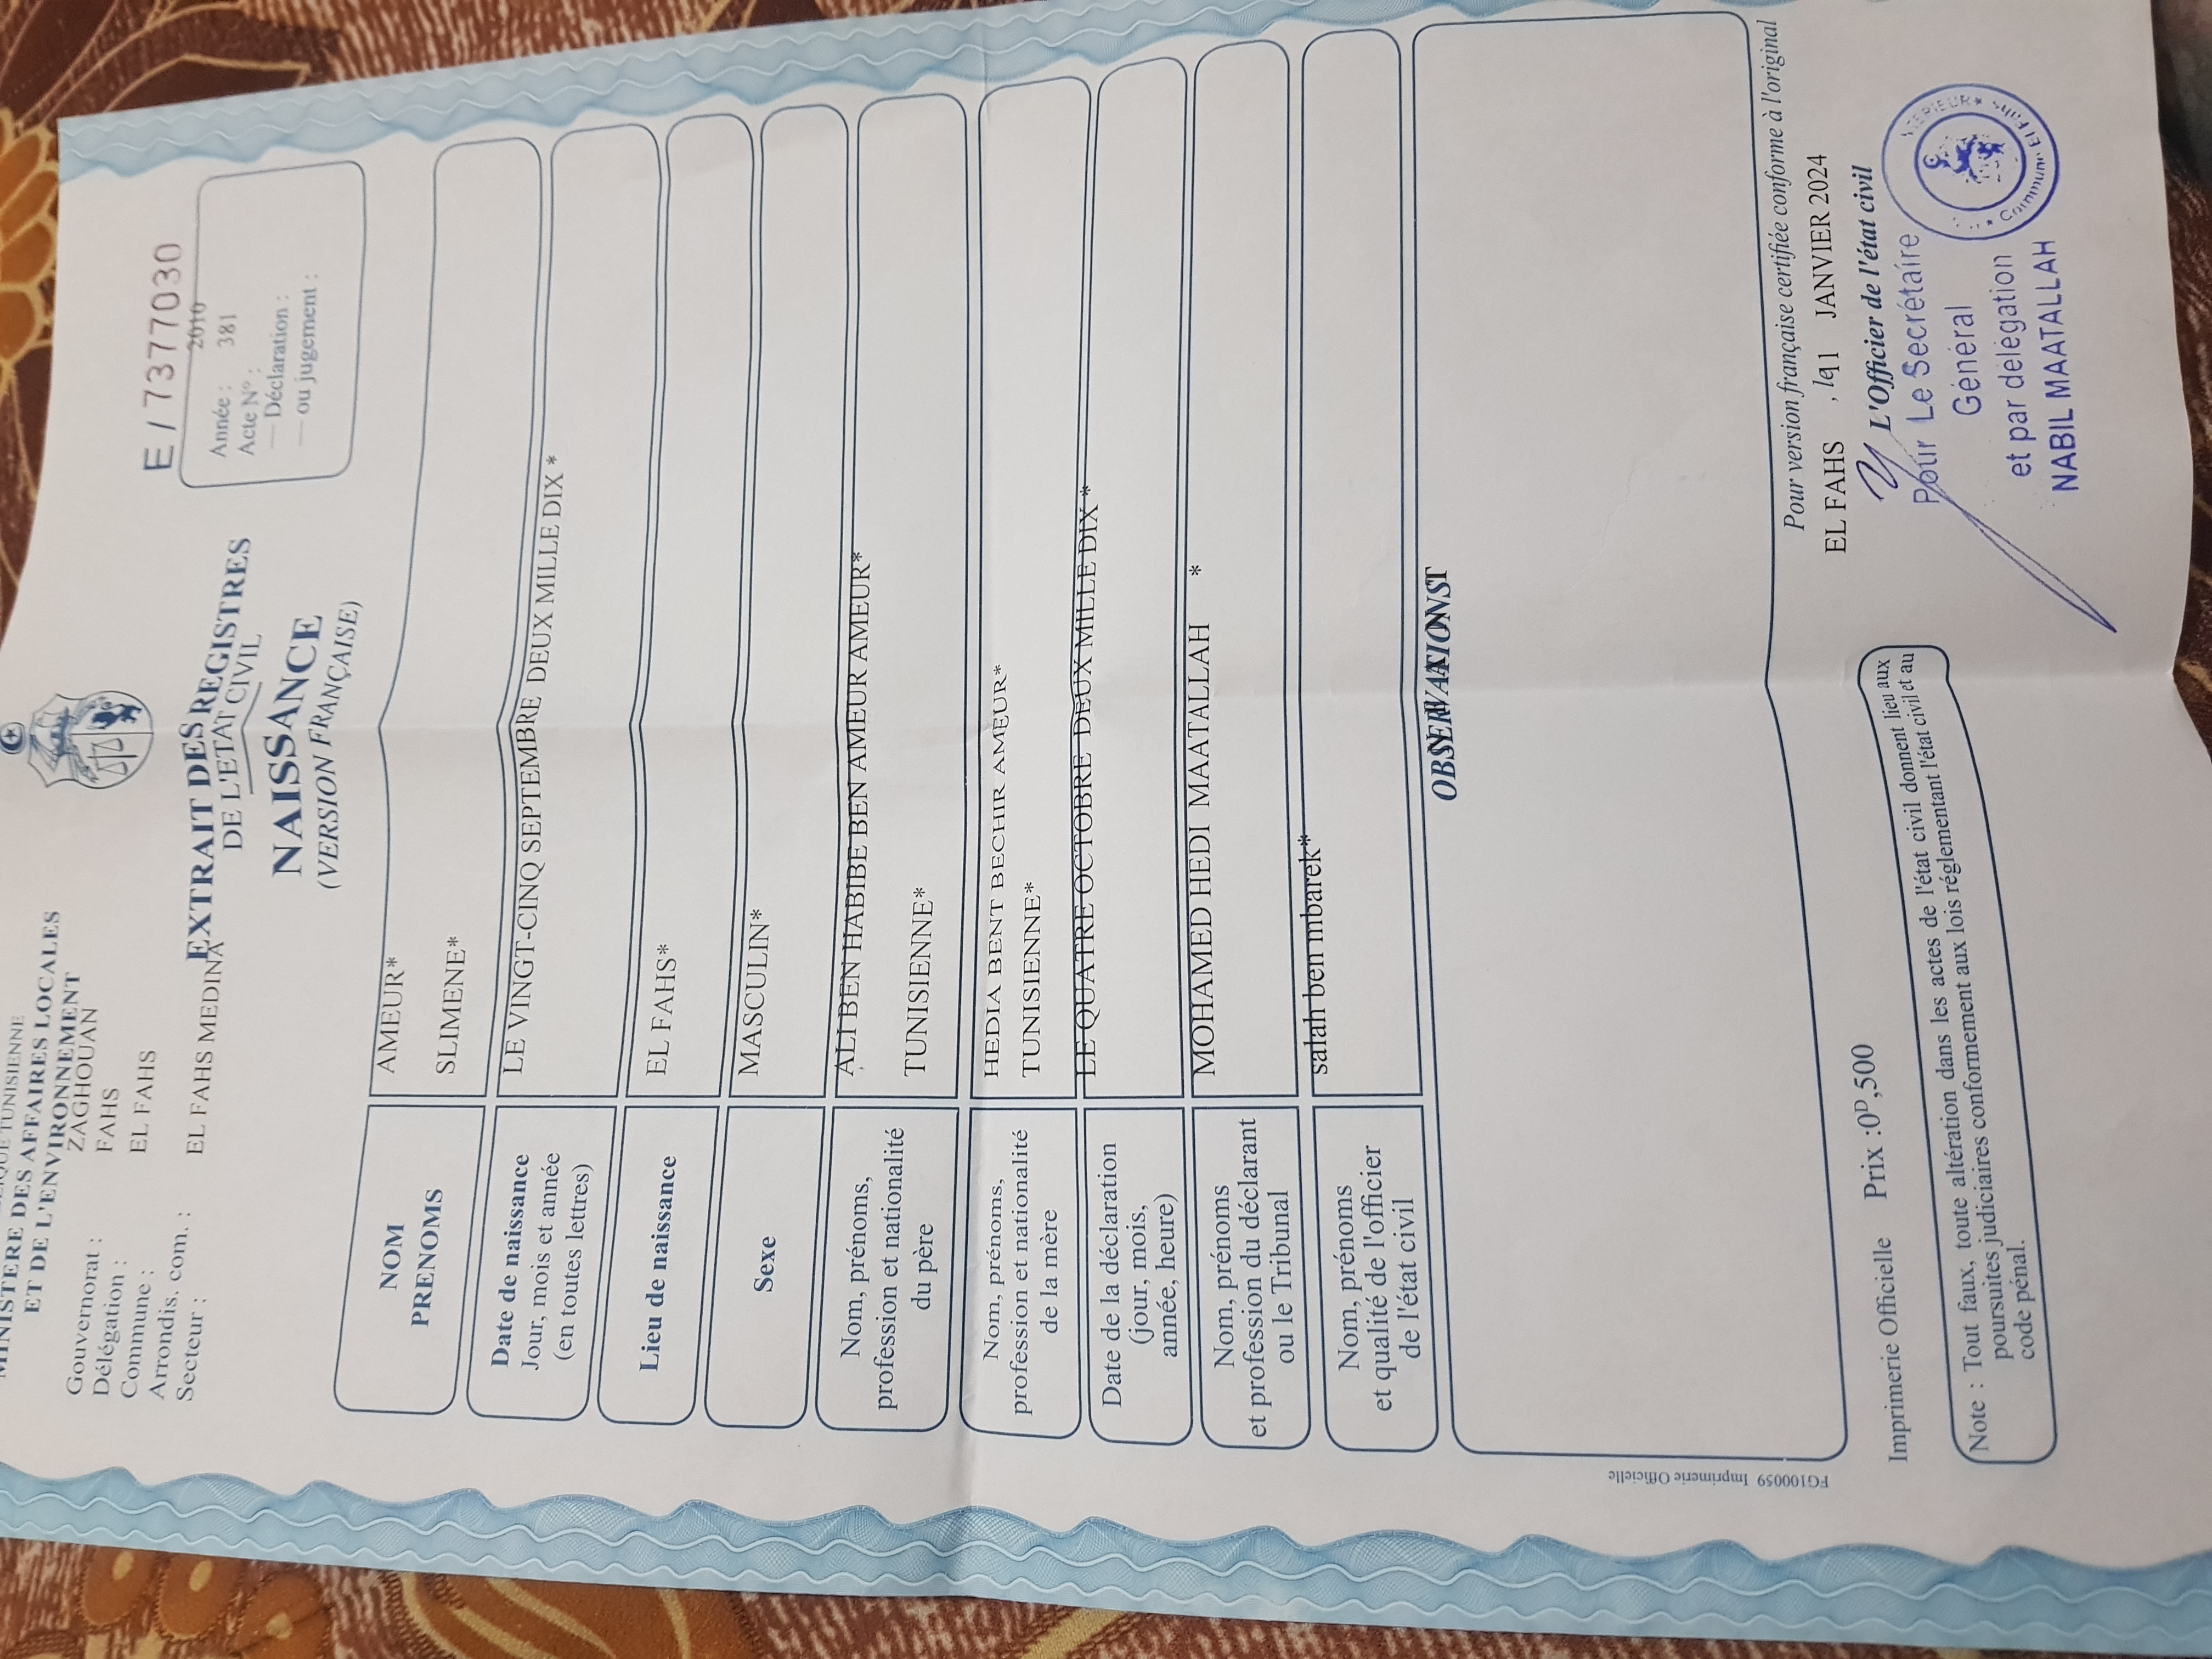 TUNISIENNE
MINISTERE DES AFFAIRES LOCALES
ET DE L'ENVIRONNEMENT
Gouvernorat : ZAGHOUAN
Délégation : FAHS
Commune : EL FAHS
Arrondis. com. :
Secteur : EL FAHS MEDINA
E / 7377030
Année : 2010
Acte N° : 381
— Déclaration :
— ou jugement :
EXTRAIT DES REGISTRES
DE L'ETAT CIVIL
NAISSANCE
(VERSION FRANÇAISE)
NOM AMEUR*
PRENOMS SLIMENE*
Date de naissance LE VINGT-CINQ SEPTEMBRE DEUX MILLE DIX *
Jour, mois et année
(en toutes lettres)
Lieu de naissance EL FAHS*
Sexe MASCULIN*
Nom, prénoms, ALI BEN HABIBE BEN AMEUR AMEUR*
profession et nationalité
du père TUNISIENNE*
Nom, prénoms, HEDIA BENT BECHIR AMEUR*
profession et nationalité
de la mère TUNISIENNE*
Date de la déclaration LE QUATRE OCTOBRE DEUX MILLE DIX*
(jour, mois,
année, heure)
Nom, prénoms MOHAMED HEDI MAATALLAH *
et profession du déclarant
ou le Tribunal
Nom, prénoms salah ben mbarek*
et qualité de l'officier
de l'état civil
Pour version française certifiée conforme à l'original
EL FAHS , le 1 JANVIER 2024
L'Officier de l'état civil
Pour Le Secrétaire
Général
et par délégation
NABIL MAATALLAH
FG100059 Imprimerie Officielle
Imprimerie Officielle Prix :0ᴰ,500
Note : Tout faux, toute altération dans les actes de l'état civil donnent lieu aux
poursuites judiciaires conformement aux lois réglementant l'état civil et au
code pénal.